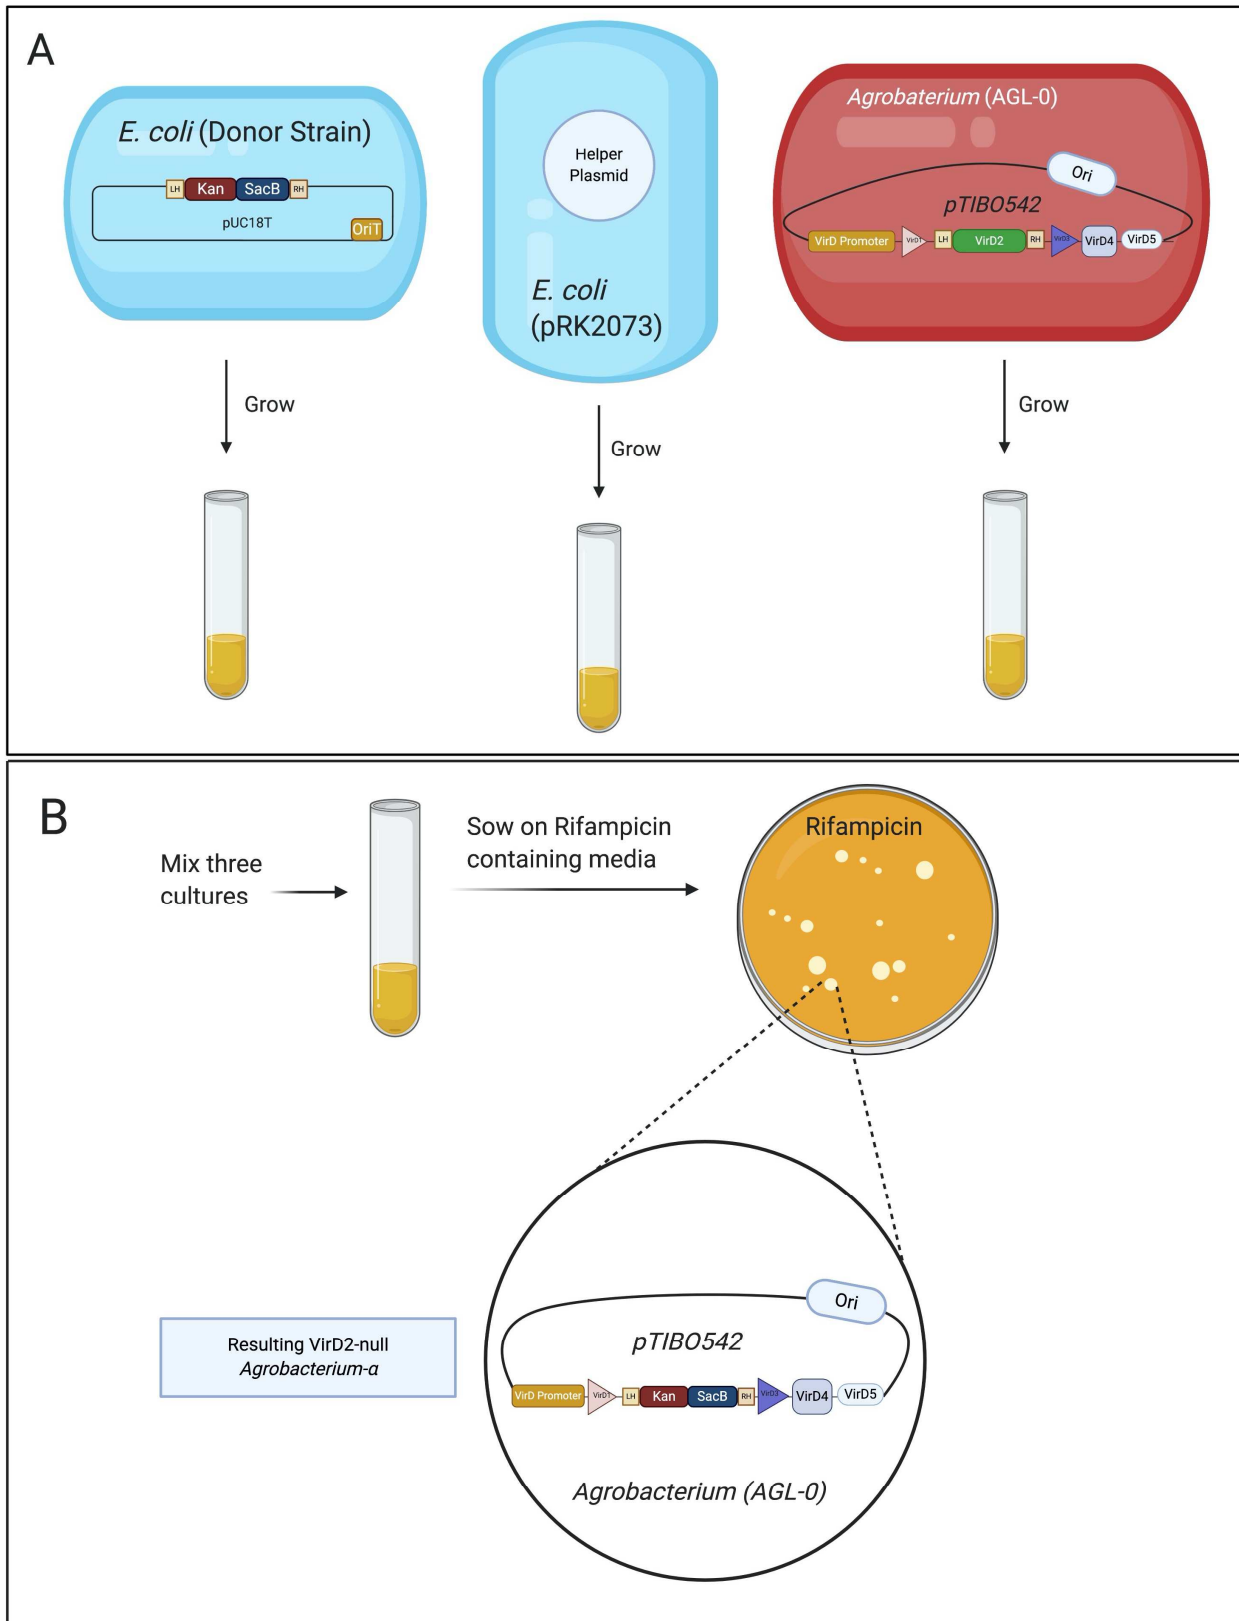 A
E. coli (Donor Strain)
LH Kan SacB RH
pUC18T
OriT
Grow
Helper
Plasmid
E. coli
(pRK2073)
Grow
Agrobaterium (AGL-0)
Ori
pTIBO542
VirD Promoter VirD1 LH VirD2 RH VirD3 VirD4 VirD5
Grow
B
Mix three
cultures
Sow on Rifampicin
containing media
Rifampicin
Resulting VirD2-null
Agrobacterium-α
Ori
pTIBO542
VirD Promoter VirD1 LH Kan SacB RH VirD3 VirD4 VirD5
Agrobacterium (AGL-0)